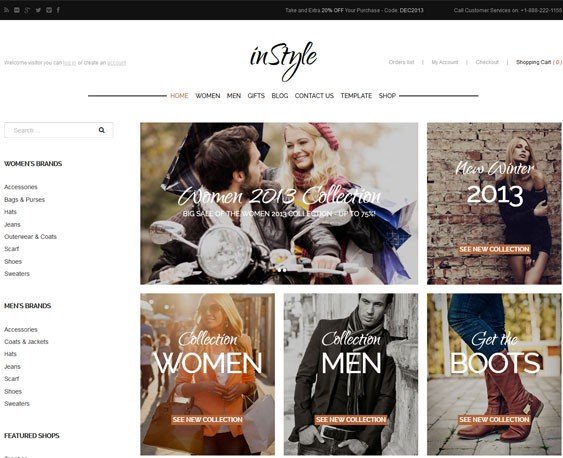 Take and Extra 20% OFF Your Purchase - Code: DEC2013
Call Customer Services on: +1-888-222-1155
Welcome visitor you can log in or create an account
inStyle
Orders list | My Account | Checkout | Shopping Cart ( 0 )
HOME WOMEN MEN GIFTS BLOG CONTACT US TEMPLATE SHOP
Search ...
WOMEN'S BRANDS
Accessories
Bags & Purses
Hats
Jeans
Outerwear & Coats
Scarf
Shoes
Sweaters
MEN'S BRANDS
Accessories
Coats & Jackets
Hats
Jeans
Scarf
Shoes
Sweaters
FEATURED SHOPS
Women 2013 Collection
BIG SALE OF THE WOMEN 2013 COLLECTION - UP TO 75%!
New Winter
2013
SEE NEW COLLECTION
Collection
WOMEN
SEE NEW COLLECTION
Collection
MEN
SEE NEW COLLECTION
Get the
BOOTS
SEE NEW COLLECTION